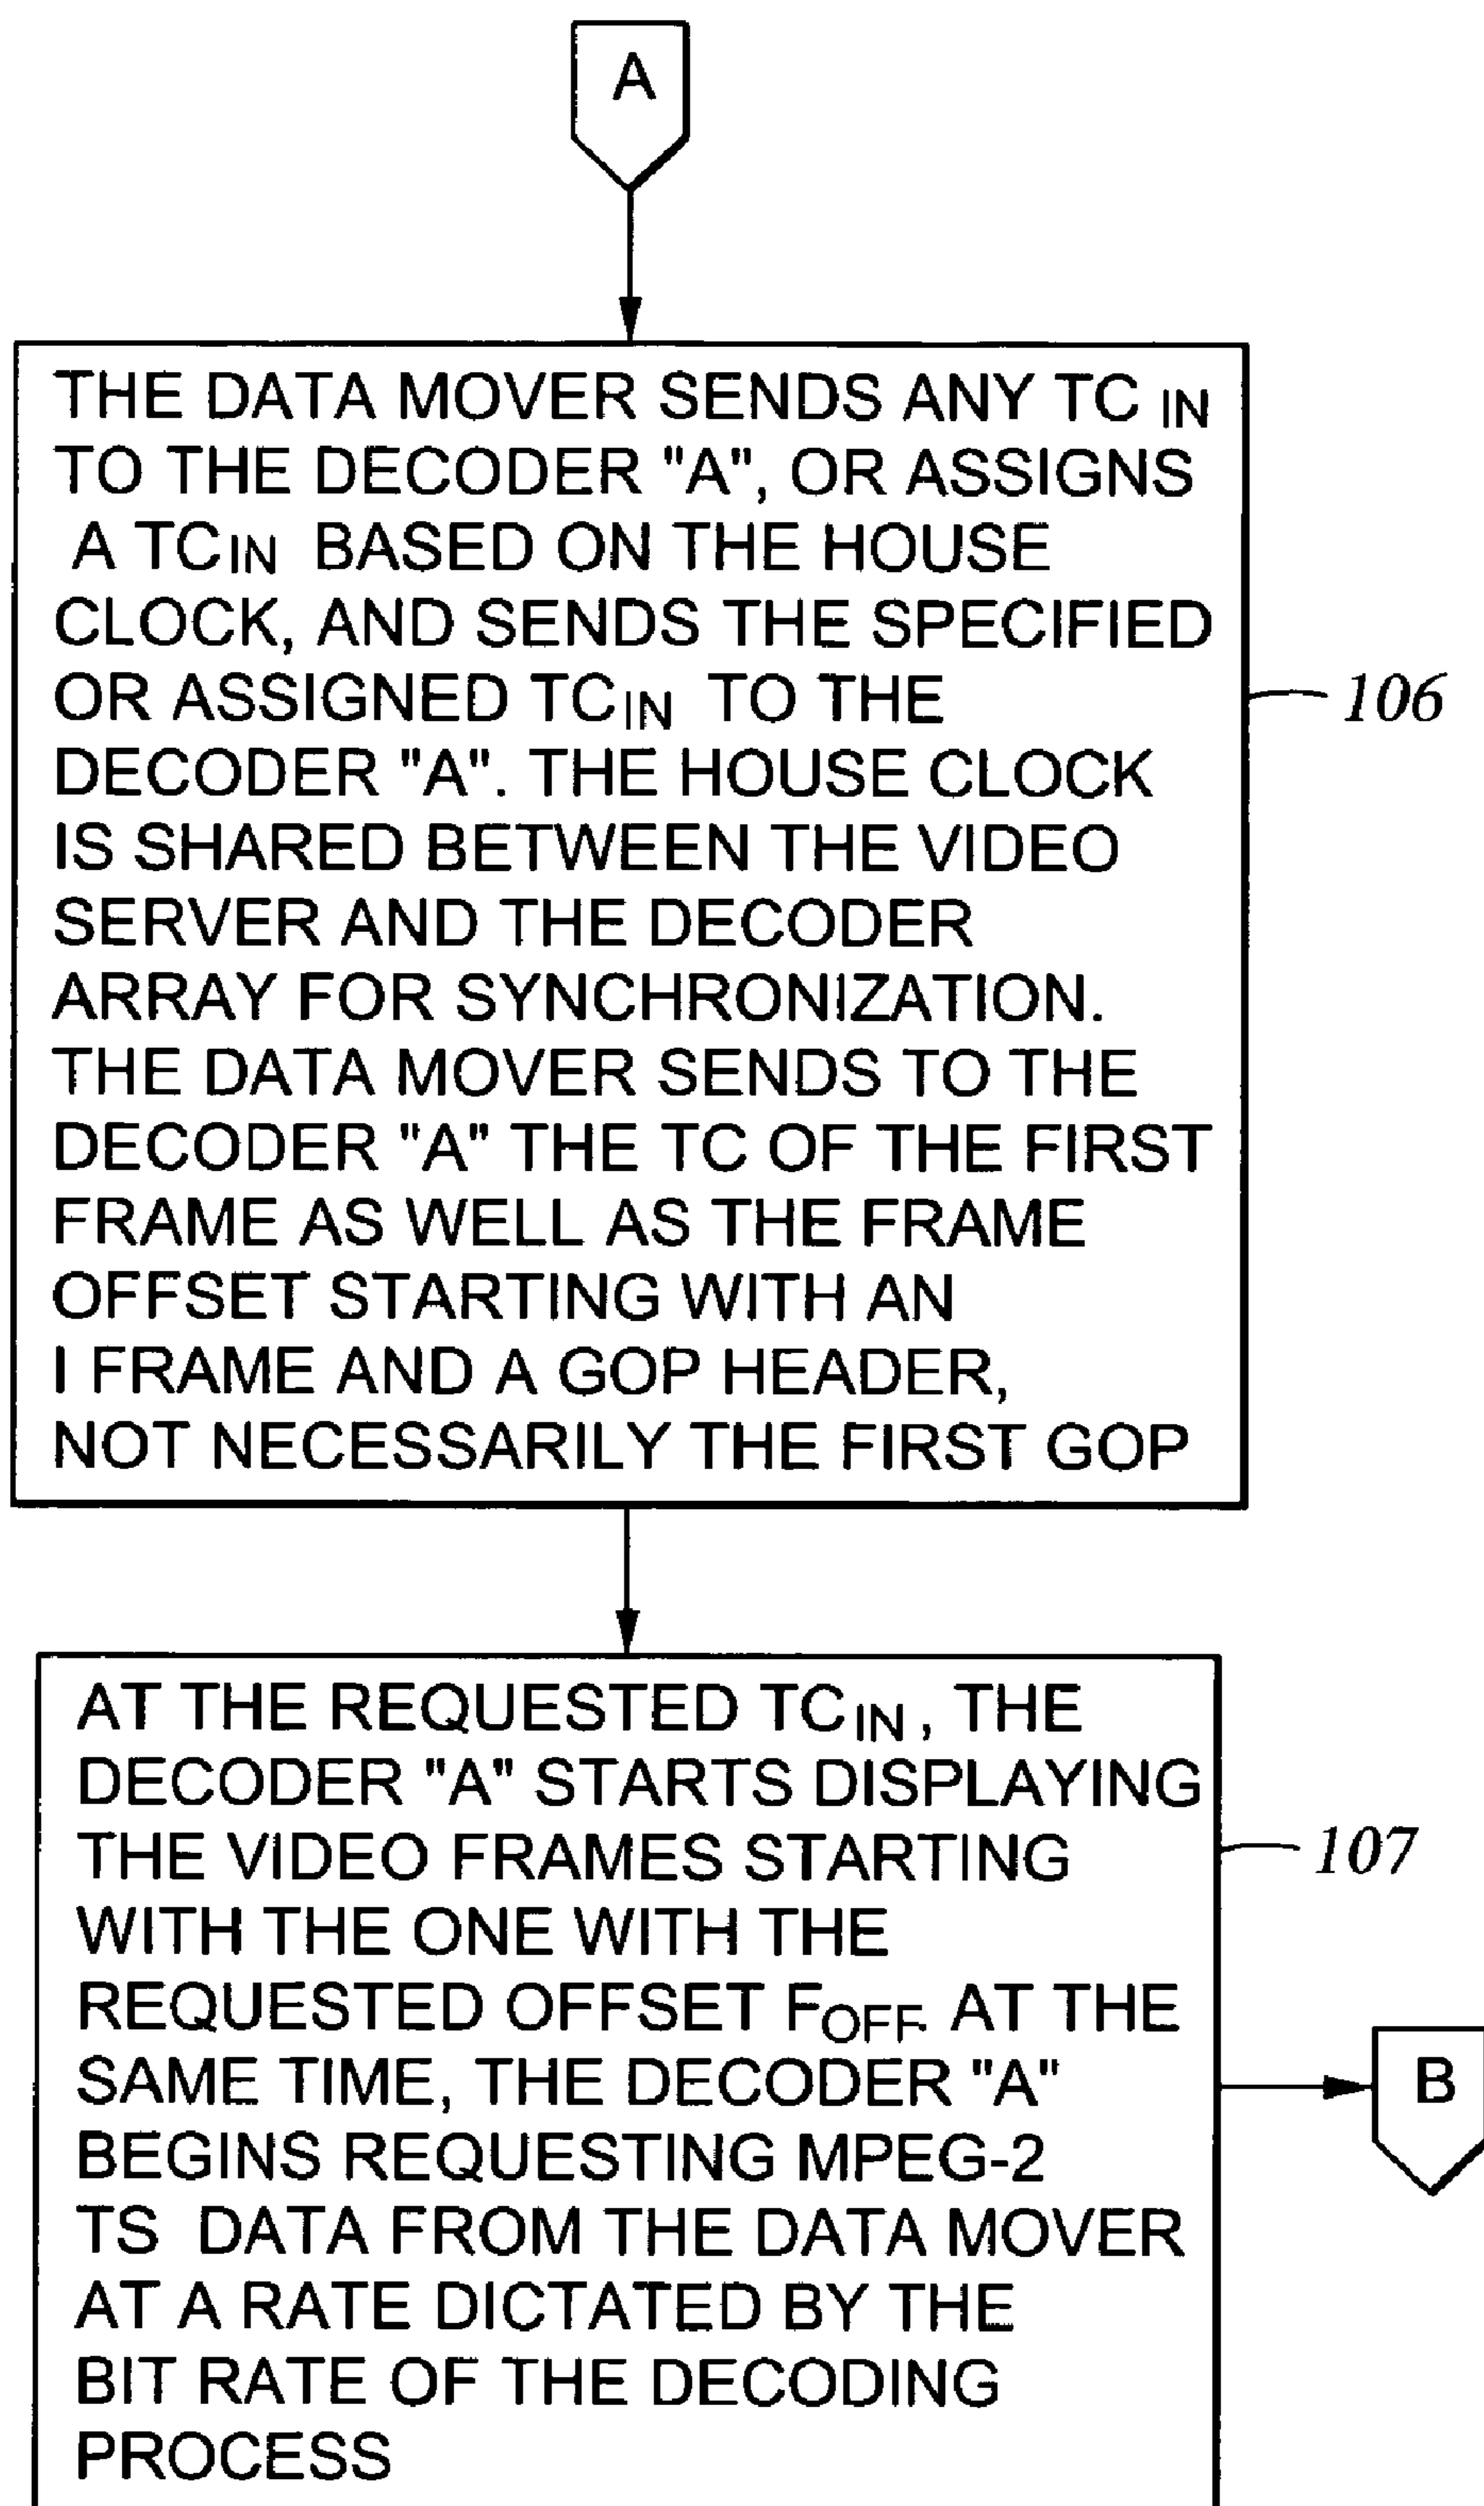 A
THE DATA MOVER SENDS ANY TC IN
TO THE DECODER "A", OR ASSIGNS
A TCIN BASED ON THE HOUSE
CLOCK, AND SENDS THE SPECIFIED
OR ASSIGNED TCIN TO THE
DECODER "A". THE HOUSE CLOCK
IS SHARED BETWEEN THE VIDEO
SERVER AND THE DECODER
ARRAY FOR SYNCHRONIZATION.
THE DATA MOVER SENDS TO THE
DECODER "A" THE TC OF THE FIRST
FRAME AS WELL AS THE FRAME
OFFSET STARTING WITH AN
I FRAME AND A GOP HEADER,
NOT NECESSARILY THE FIRST GOP
106
AT THE REQUESTED TCIN, THE
DECODER "A" STARTS DISPLAYING
THE VIDEO FRAMES STARTING
WITH THE ONE WITH THE
REQUESTED OFFSET FOFF. AT THE
SAME TIME, THE DECODER "A"
BEGINS REQUESTING MPEG-2
TS DATA FROM THE DATA MOVER
AT A RATE DICTATED BY THE
BIT RATE OF THE DECODING
PROCESS
107
B